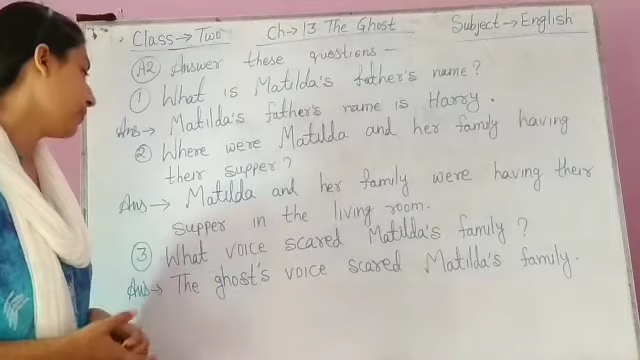 Class → Two Ch → 13 The Ghost Subject → English
A2 Answer these questions —
1 What is Matilda's father's name?
Ans → Matilda's father's name is Harry.
2 Where were Matilda and her family having
their supper?
Ans → Matilda and her family were having their
supper in the living room.
3 What voice scared Matilda's family?
Ans → The ghost's voice scared Matilda's family.